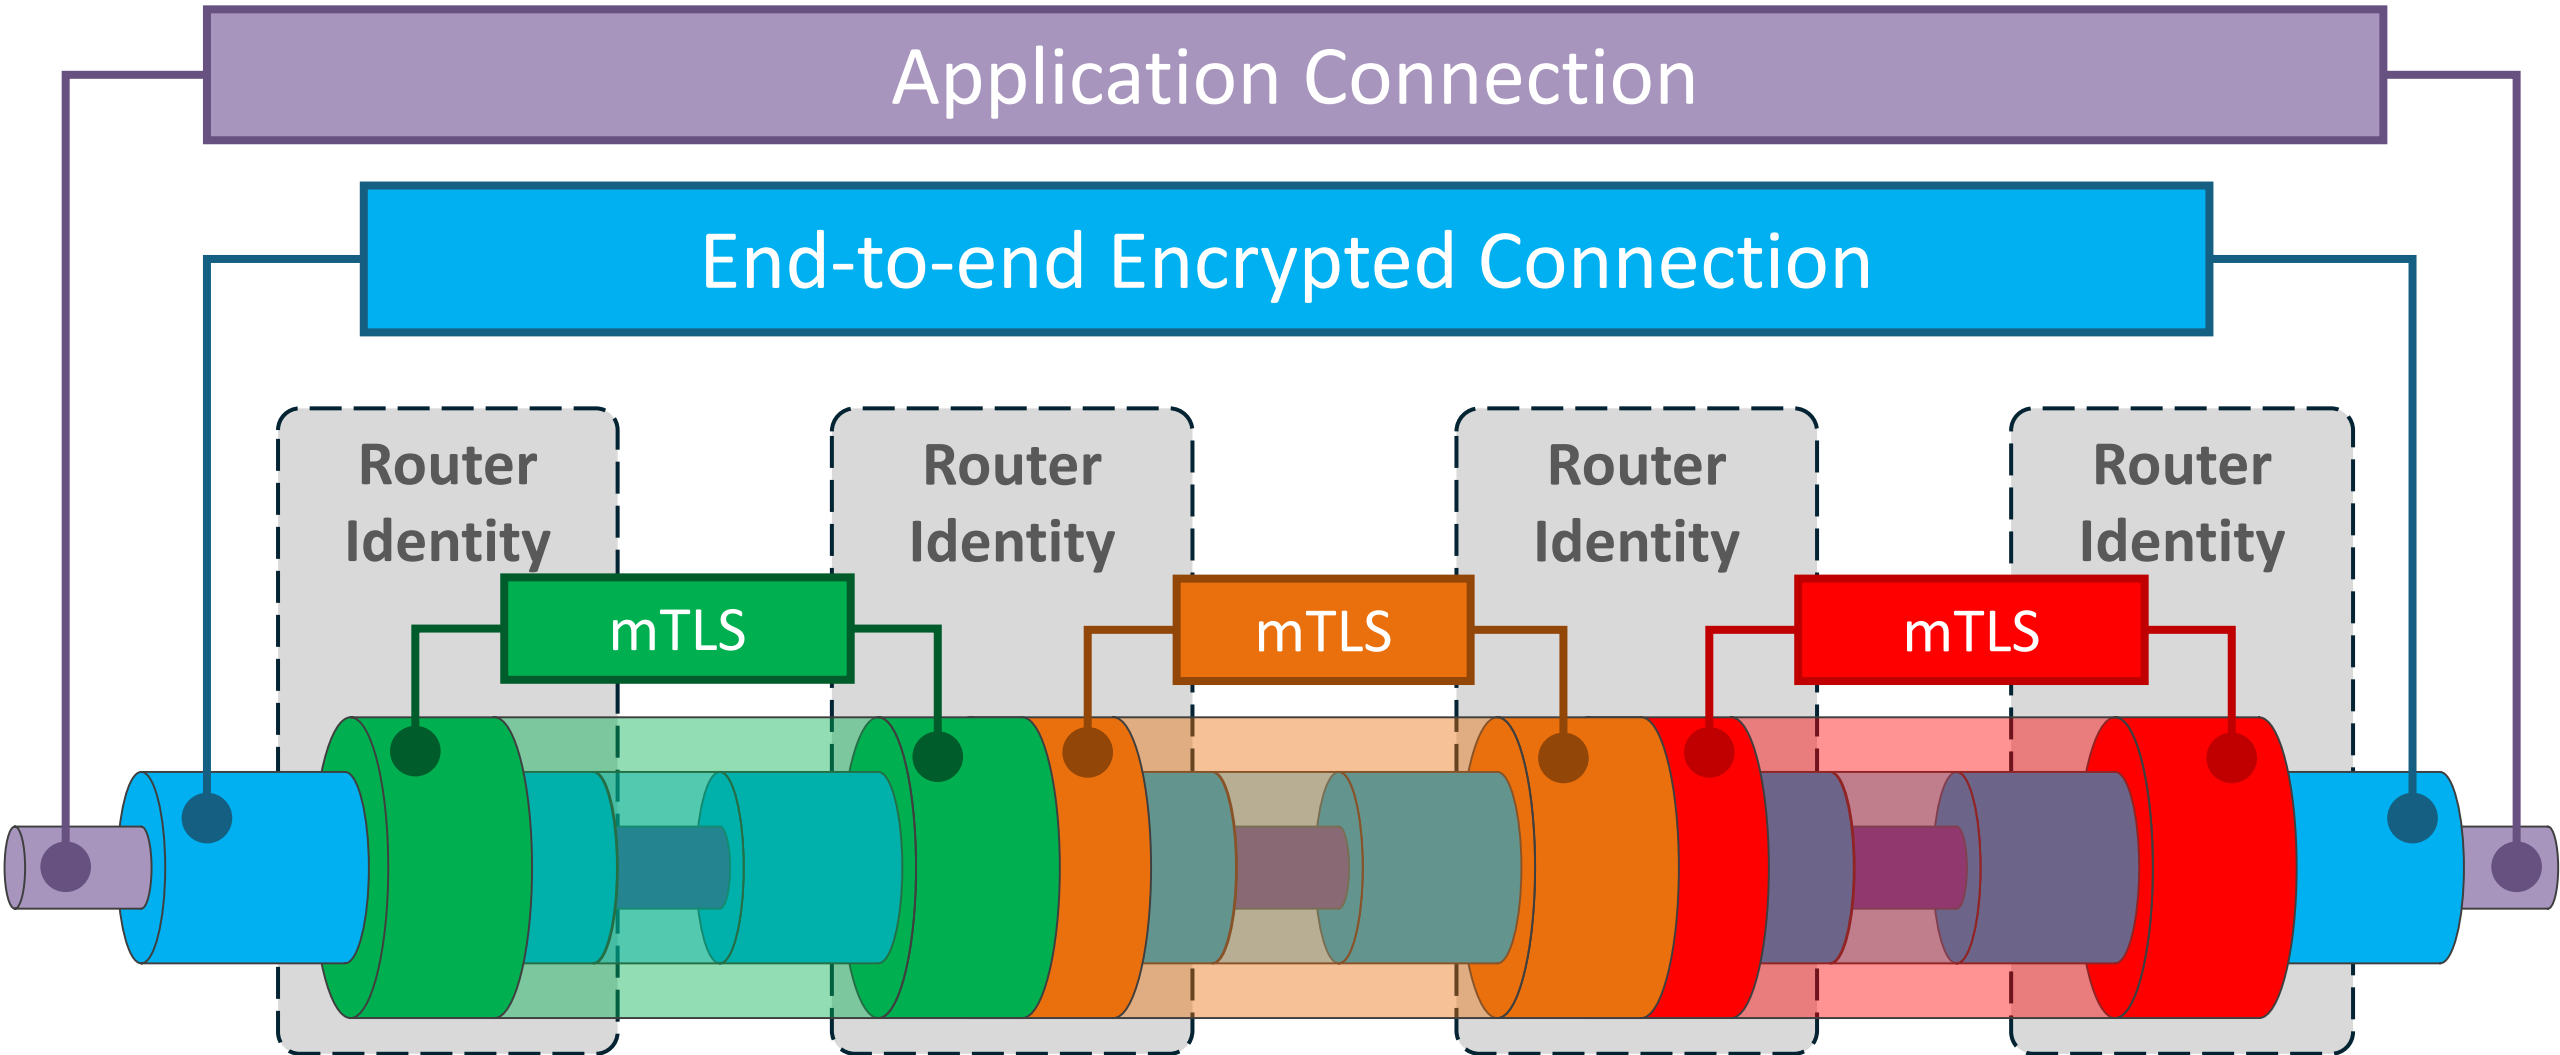 Application Connection
End-to-end Encrypted Connection
Router
Identity
Router
Identity
Router
Identity
Router
Identity
mTLS
mTLS
mTLS